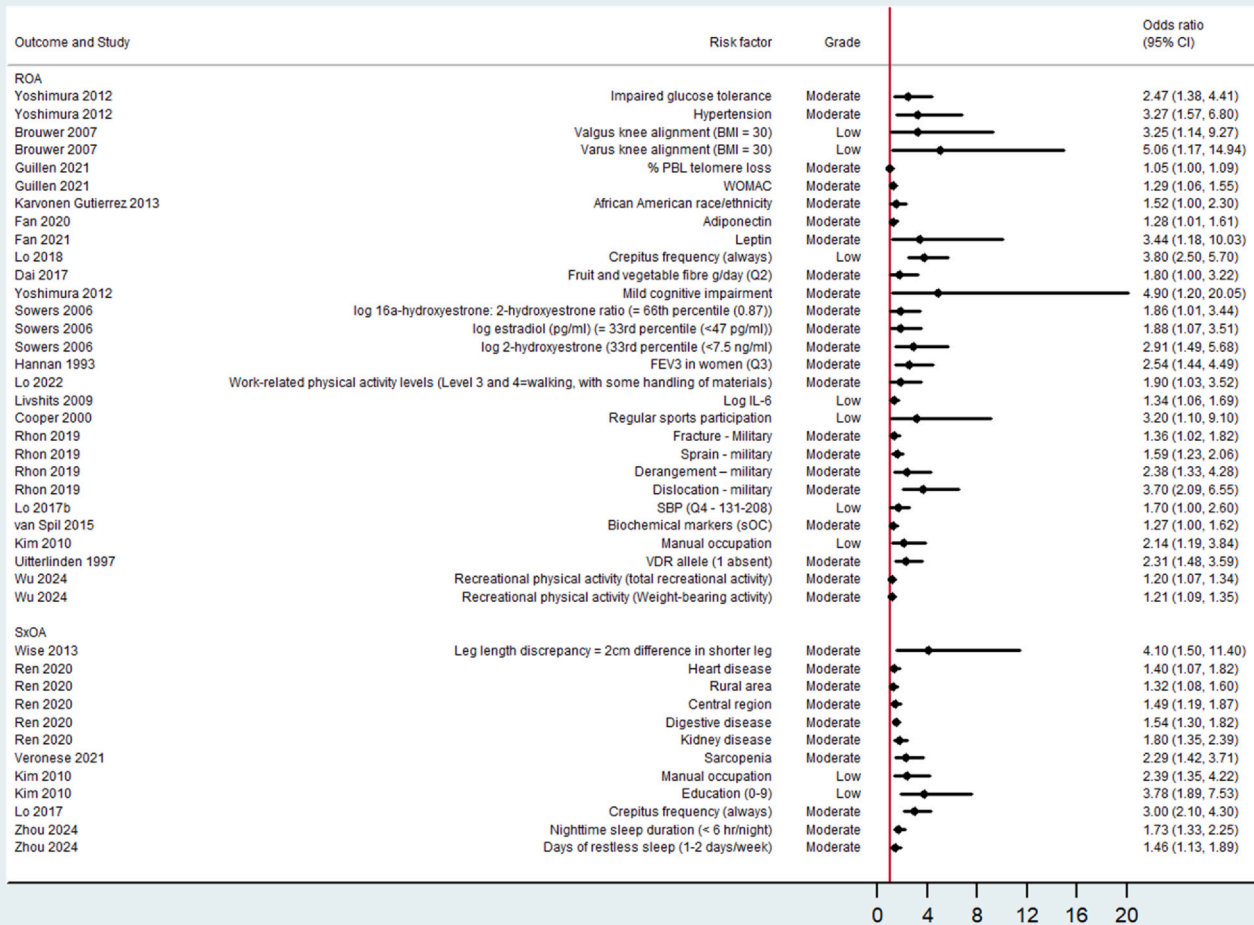 Outcome and Study Risk factor Grade Odds ratio (95% CI)
ROA
Yoshimura 2012 Impaired glucose tolerance Moderate 2.47 (1.38, 4.41)
Yoshimura 2012 Hypertension Moderate 3.27 (1.57, 6.80)
Brouwer 2007 Valgus knee alignment (BMI = 30) Low 3.25 (1.14, 9.27)
Brouwer 2007 Varus knee alignment (BMI = 30) Low 5.06 (1.17, 14.94)
Guillen 2021 % PBL telomere loss Moderate 1.05 (1.00, 1.09)
Guillen 2021 WOMAC Moderate 1.29 (1.06, 1.55)
Karvonen Gutierrez 2013 African American race/ethnicity Moderate 1.52 (1.00, 2.30)
Fan 2020 Adiponectin Moderate 1.28 (1.01, 1.61)
Fan 2021 Leptin Moderate 3.44 (1.18, 10.03)
Lo 2018 Crepitus frequency (always) Low 3.80 (2.50, 5.70)
Dai 2017 Fruit and vegetable fibre g/day (Q2) Moderate 1.80 (1.00, 3.22)
Yoshimura 2012 Mild cognitive impairment Moderate 4.90 (1.20, 20.05)
Sowers 2006 log 16a-hydroxyestrone: 2-hydroxyestrone ratio (= 66th percentile (0.87)) Moderate 1.86 (1.01, 3.44)
Sowers 2006 log estradiol (pg/ml) (= 33rd percentile (<47 pg/ml)) Moderate 1.88 (1.07, 3.51)
Sowers 2006 log 2-hydroxyestrone (33rd percentile (<7.5 ng/ml) Moderate 2.91 (1.49, 5.68)
Hannan 1993 FEV3 in women (Q3) Moderate 2.54 (1.44, 4.49)
Lo 2022 Work-related physical activity levels (Level 3 and 4=walking, with some handling of materials) Moderate 1.90 (1.03, 3.52)
Livshits 2009 Log IL-6 Low 1.34 (1.06, 1.69)
Cooper 2000 Regular sports participation Low 3.20 (1.10, 9.10)
Rhon 2019 Fracture - Military Moderate 1.36 (1.02, 1.82)
Rhon 2019 Sprain - military Moderate 1.59 (1.23, 2.06)
Rhon 2019 Derangement – military Moderate 2.38 (1.33, 4.28)
Rhon 2019 Dislocation - military Moderate 3.70 (2.09, 6.55)
Lo 2017b SBP (Q4 - 131-208) Low 1.70 (1.00, 2.60)
van Spil 2015 Biochemical markers (sOC) Moderate 1.27 (1.00, 1.62)
Kim 2010 Manual occupation Low 2.14 (1.19, 3.84)
Uitterlinden 1997 VDR allele (1 absent) Moderate 2.31 (1.48, 3.59)
Wu 2024 Recreational physical activity (total recreational activity) Moderate 1.20 (1.07, 1.34)
Wu 2024 Recreational physical activity (Weight-bearing activity) Moderate 1.21 (1.09, 1.35)
SxOA
Wise 2013 Leg length discrepancy = 2cm difference in shorter leg Moderate 4.10 (1.50, 11.40)
Ren 2020 Heart disease Moderate 1.40 (1.07, 1.82)
Ren 2020 Rural area Moderate 1.32 (1.08, 1.60)
Ren 2020 Central region Moderate 1.49 (1.19, 1.87)
Ren 2020 Digestive disease Moderate 1.54 (1.30, 1.82)
Ren 2020 Kidney disease Moderate 1.80 (1.35, 2.39)
Veronese 2021 Sarcopenia Moderate 2.29 (1.42, 3.71)
Kim 2010 Manual occupation Low 2.39 (1.35, 4.22)
Kim 2010 Education (0-9) Low 3.78 (1.89, 7.53)
Lo 2017 Crepitus frequency (always) Moderate 3.00 (2.10, 4.30)
Zhou 2024 Nighttime sleep duration (< 6 hr/night) Moderate 1.73 (1.33, 2.25)
Zhou 2024 Days of restless sleep (1-2 days/week) Moderate 1.46 (1.13, 1.89)
0 4 8 12 16 20